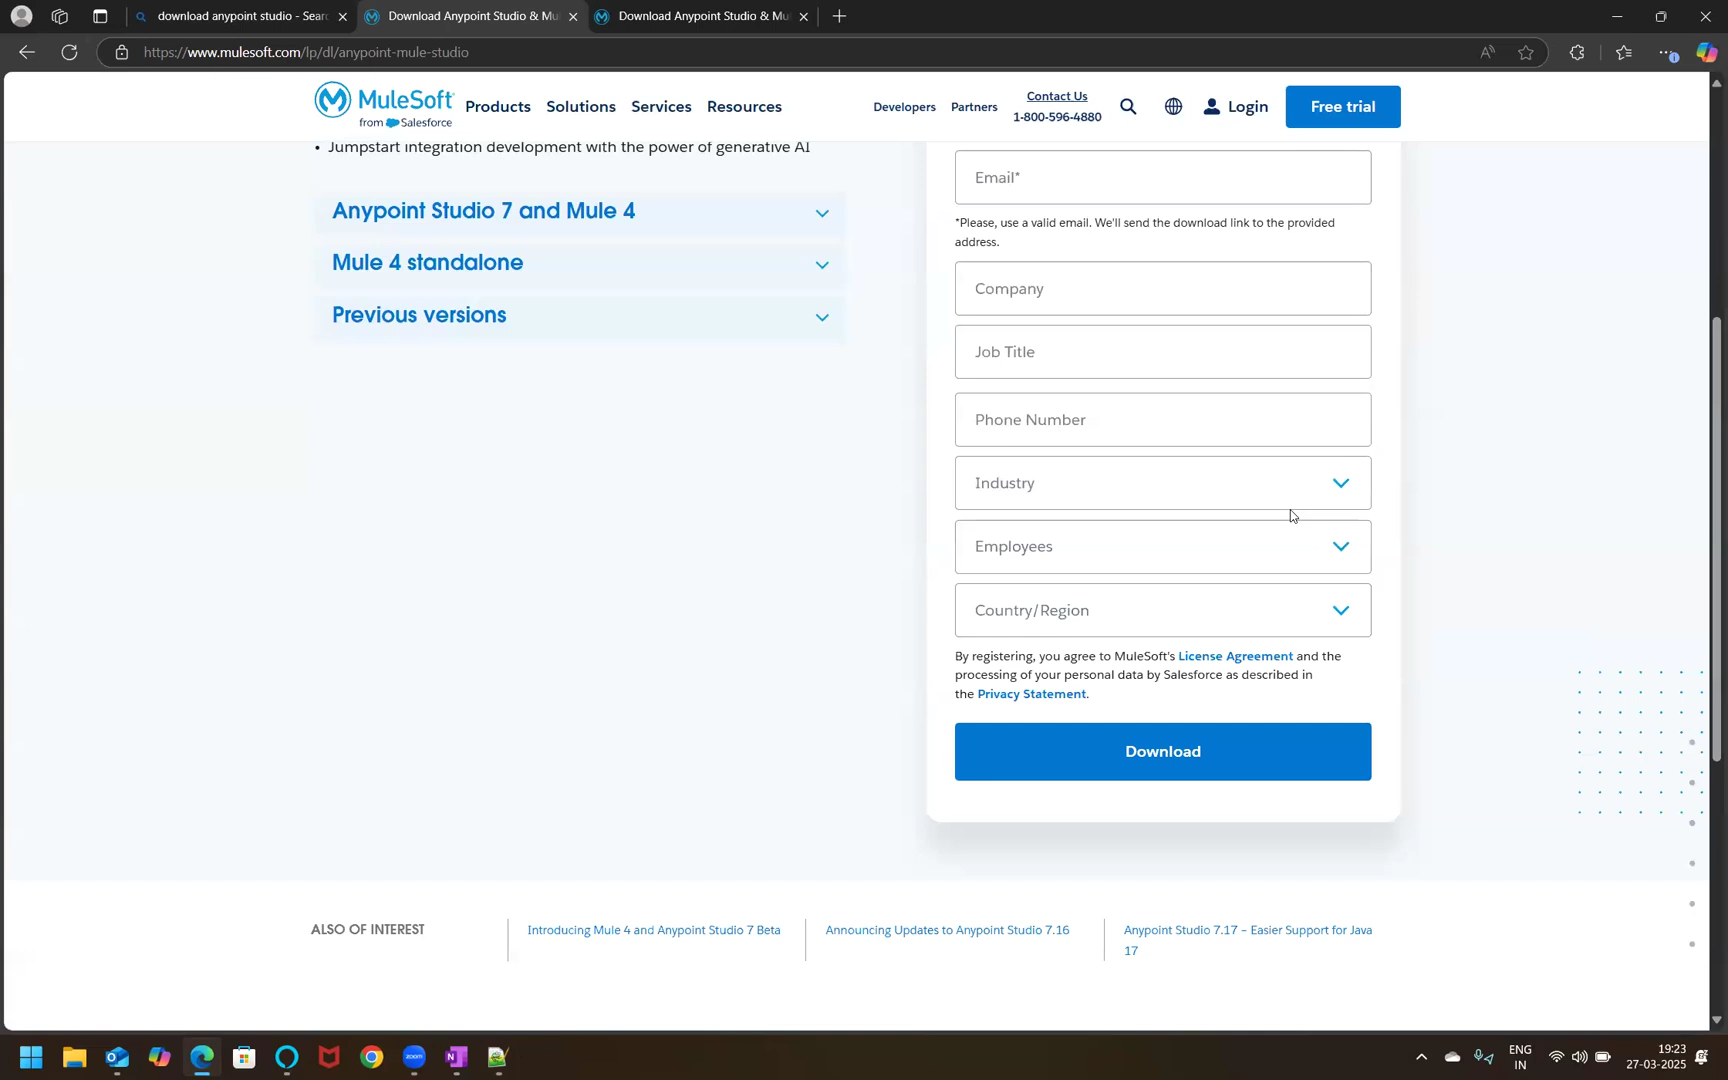 download anypoint studio - Sear
Download Anypoint Studio & Mu
Download Anypoint Studio & Mu
https://www.mulesoft.com/lp/dl/anypoint-mule-studio
MuleSoft
from Salesforce
Products
Solutions
Services
Resources
Developers
Partners
Contact Us
1-800-596-4880
Login
Free trial
• Jumpstart integration development with the power of generative AI
Anypoint Studio 7 and Mule 4
Mule 4 standalone
Previous versions
Email*
*Please, use a valid email. We'll send the download link to the provided
address.
Company
Job Title
Phone Number
Industry
Employees
Country/Region
By registering, you agree to MuleSoft's License Agreement and the
processing of your personal data by Salesforce as described in
the Privacy Statement.
Download
ALSO OF INTEREST
Introducing Mule 4 and Anypoint Studio 7 Beta
Announcing Updates to Anypoint Studio 7.16
Anypoint Studio 7.17 – Easier Support for Java
17
zoom
N
ENG
IN
19:23
27-03-2025